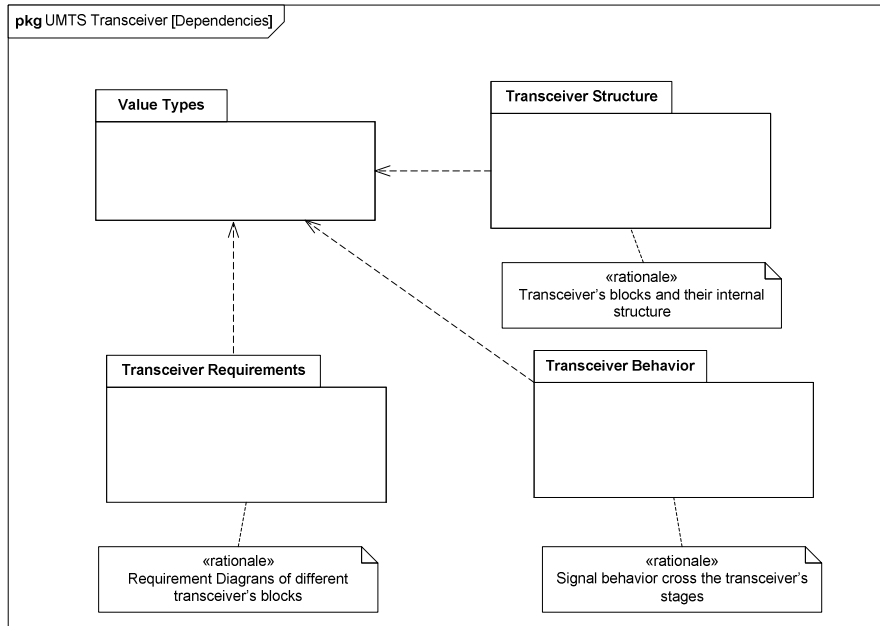 pkg UMTS Transceiver [Dependencies]
Value Types
Transceiver Structure
«rationale»
Transceiver's blocks and their internal
structure
Transceiver Requirements
Transceiver Behavior
«rationale»
Requirement Diagrans of different
transceiver's blocks
«rationale»
Signal behavior cross the transceiver's
stages